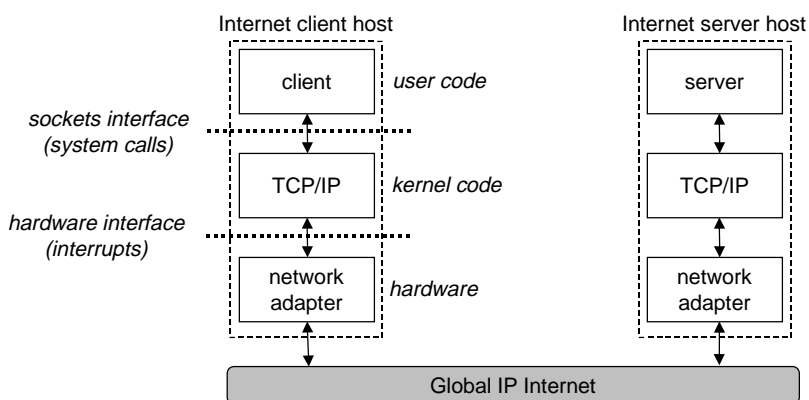 Internet client host
Internet server host
client
user code
server
sockets interface
(system calls)
TCP/IP
kernel code
TCP/IP
hardware interface
(interrupts)
network
adapter
hardware
network
adapter
Global IP Internet